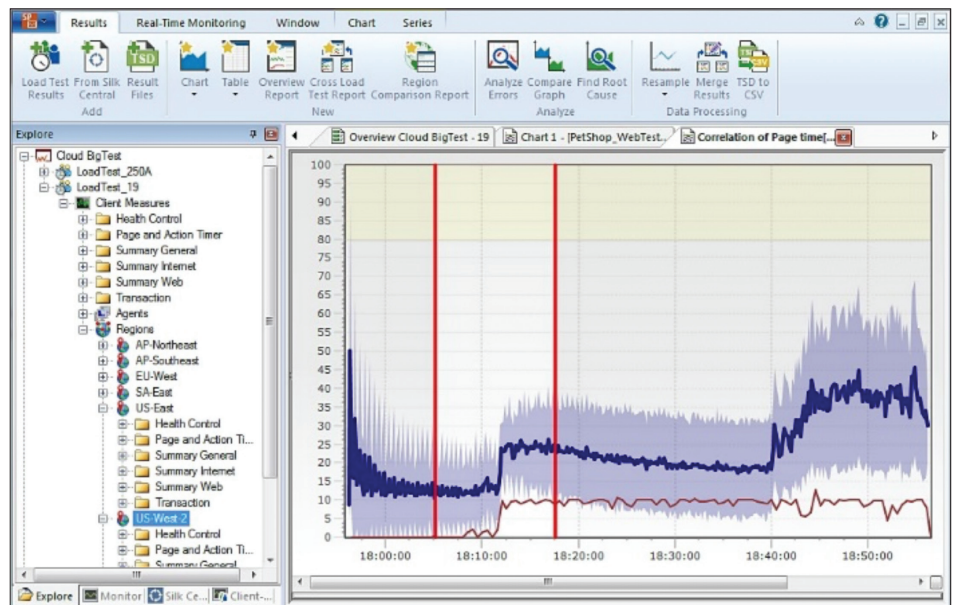 SP
Results Real-Time Monitoring Window Chart Series
Load Test Results
From Silk Central
TSD
Result Files
Add
Chart
Table
Overview Report
Cross Load Test Report
Region Comparison Report
New
Analyze Errors
Compare Graph
Find Root Cause
Analyze
Resample
Merge Results
TSD
CSV
TSD to CSV
Data Processing
Explore
Cloud BigTest
LoadTest_250A
LoadTest_19
Client Measures
Health Control
Page and Action Timer
Summary General
Summary Internet
Summary Web
Transaction
Agents
Regions
AP-Northeast
AP-Southeast
EU-West
SA-East
US-East
Health Control
Page and Action Ti...
Summary General
Summary Internet
Summary Web
Transaction
US-West-2
Health Control
Page and Action Ti...
Summary General
Explore Monitor Silk Ce... Client-...
Overview Cloud BigTest - 19 Chart 1 - [PetShop_WebTest.. Correlation of Page time[...
100
95
90
85
80
75
70
65
60
55
50
45
40
35
30
25
20
15
10
5
0
18:00:00 18:10:00 18:20:00 18:30:00 18:40:00 18:50:00